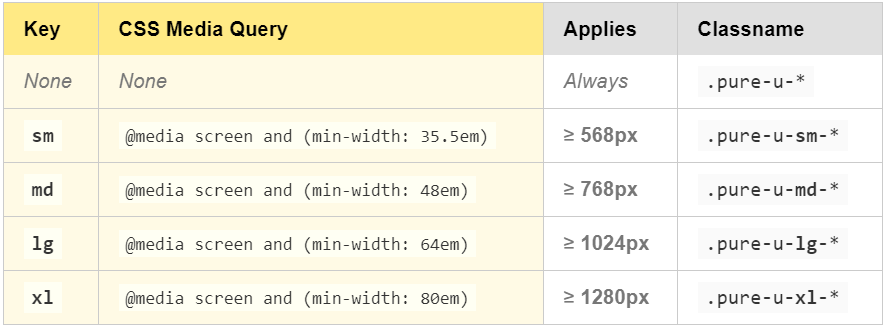 Key CSS Media Query Applies Classname
None None Always .pure-u-*
sm @media screen and (min-width: 35.5em) ≥ 568px .pure-u-sm-*
md @media screen and (min-width: 48em) ≥ 768px .pure-u-md-*
lg @media screen and (min-width: 64em) ≥ 1024px .pure-u-lg-*
xl @media screen and (min-width: 80em) ≥ 1280px .pure-u-xl-*